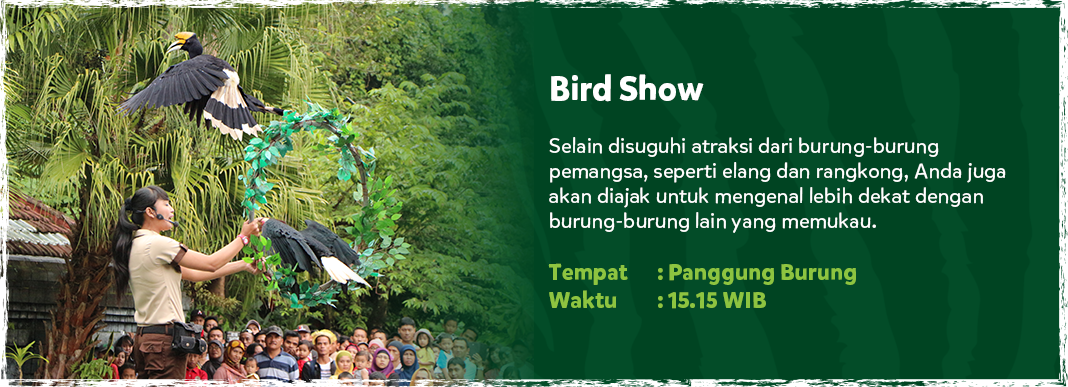 Bird Show
Selain disuguhi atraksi dari burung-burung
pemangsa, seperti elang dan rangkong, Anda juga
akan diajak untuk mengenal lebih dekat dengan
burung-burung lain yang memukau.
Tempat : Panggung Burung
Waktu : 15.15 WIB